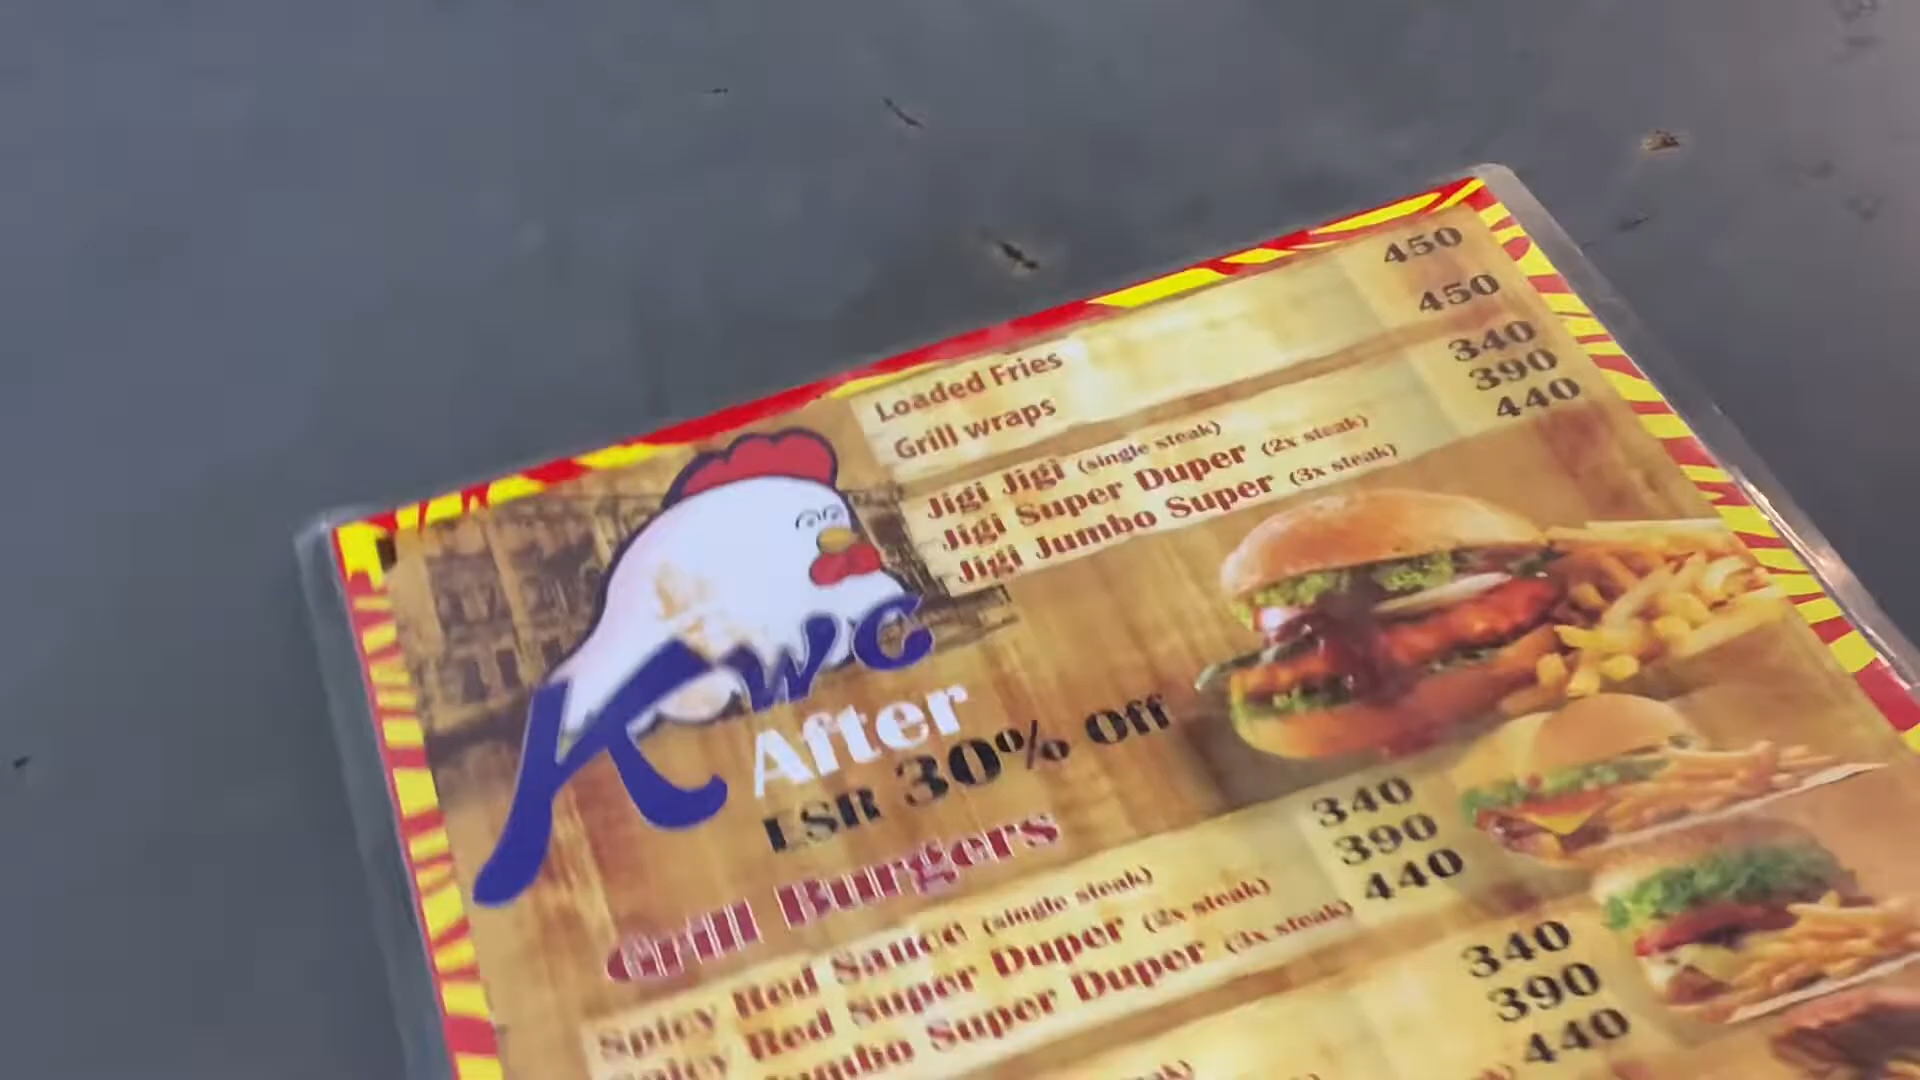 Loaded Fries 450
Grill wraps 450
Jigi Jigi (single steak) 340
Jigi Super Duper (2x steak) 390
Jigi Jumbo Super (3x steak) 440
Kwc
After
LSR 30% Off
Grill Burgers
Spicy Red Sauce (single steak) 340
Spicy Red Super Duper (2x steak) 390
Jumbo Super Duper (3x steak) 440
340
390
440